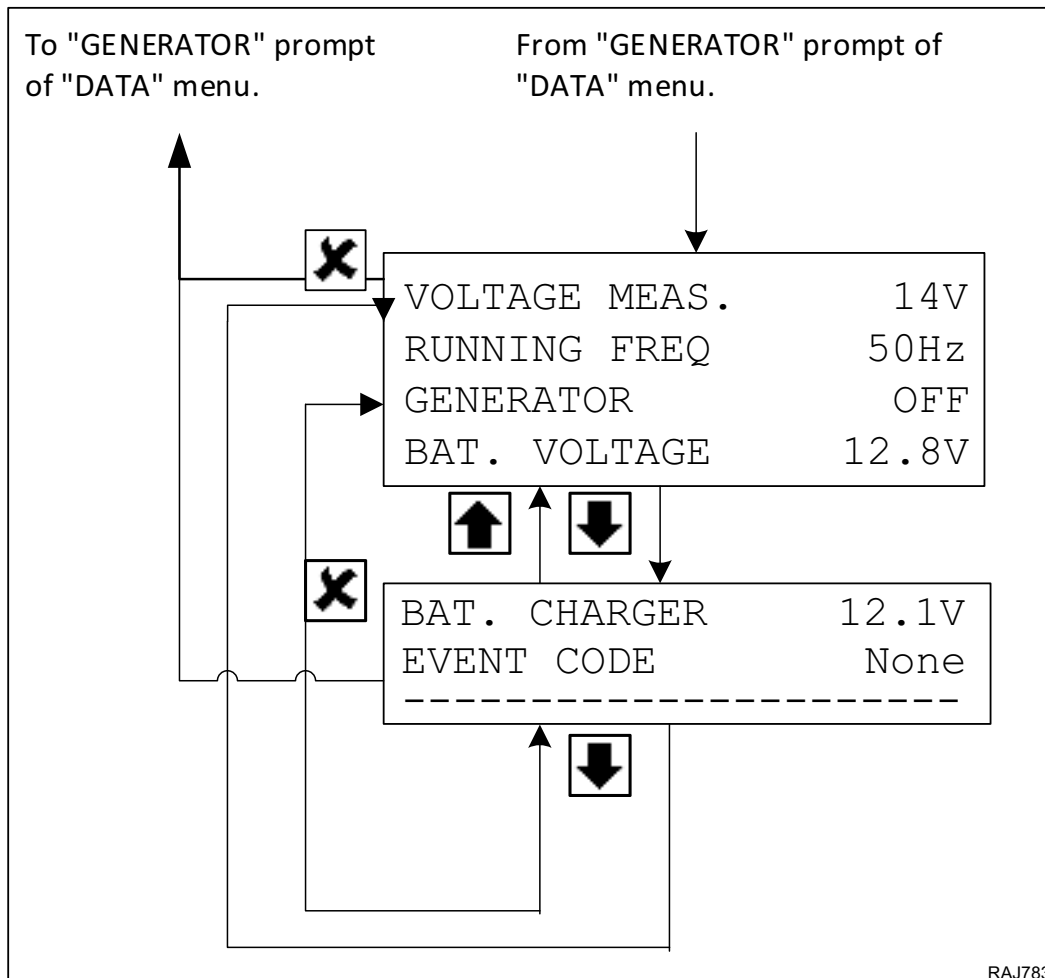 To "GENERATOR" prompt
of "DATA" menu.
From "GENERATOR" prompt of
"DATA" menu.
VOLTAGE MEAS. 14V
RUNNING FREQ 50Hz
GENERATOR OFF
BAT. VOLTAGE 12.8V
BAT. CHARGER 12.1V
EVENT CODE None
----------------------
RAJ783